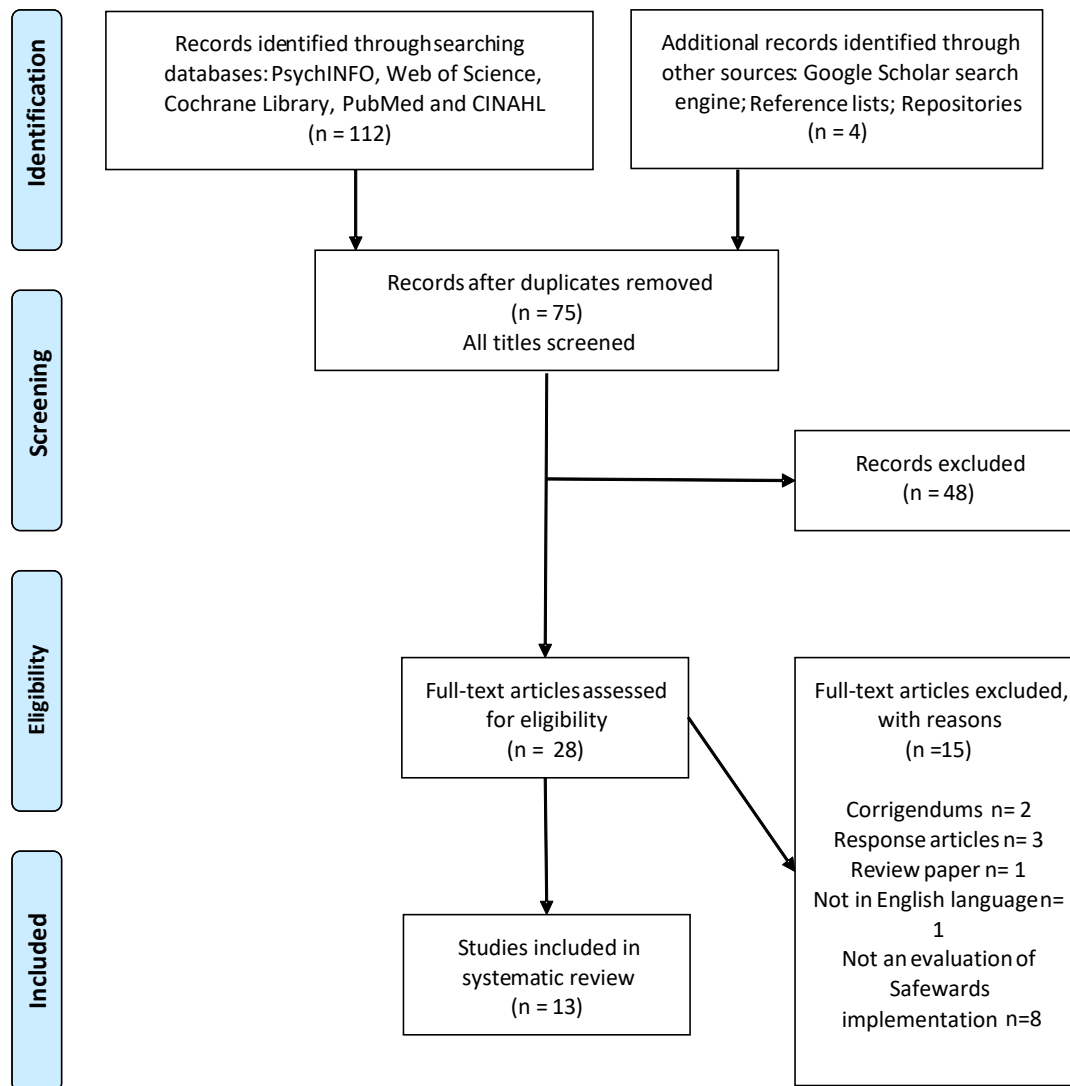 Identification
Records identified through searching
databases: PsychINFO, Web of Science,
Cochrane Library, PubMed and CINAHL
(n = 112)
Additional records identified through
other sources: Google Scholar search
engine; Reference lists; Repositories
(n = 4)
Screening
Records after duplicates removed
(n = 75)
All titles screened
Records excluded
(n = 48)
Eligibility
Full-text articles assessed
for eligibility
(n = 28)
Full-text articles excluded,
with reasons
(n =15)
Corrigendums n= 2
Response articles n= 3
Review paper n= 1
Not in English language n=
1
Not an evaluation of
Safewards
implementation n=8
Included
Studies included in
systematic review
(n = 13)